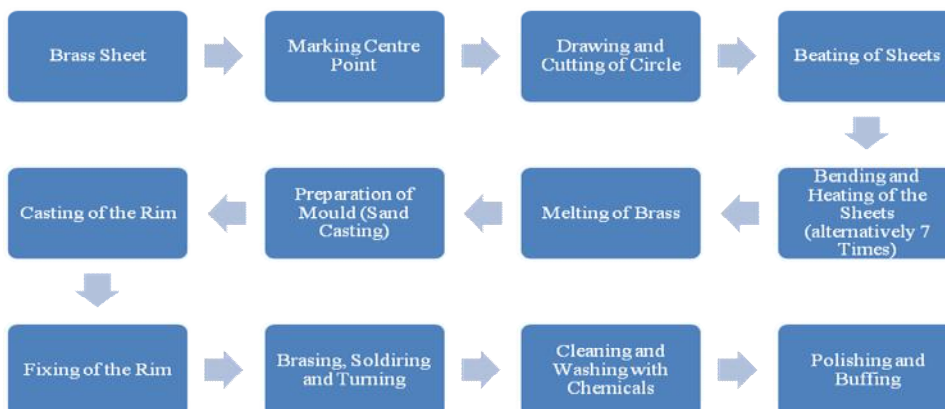 Brass Sheet
Marking Centre
Point
Drawing and
Cutting of Circle
Beating of Sheets
Bending and
Heating of the
Sheets
(alternatively 7
Times)
Melting of Brass
Preparation of
Mould (Sand
Casting)
Casting of the Rim
Fixing of the Rim
Brasing, Soldiring
and Turning
Cleaning and
Washing with
Chemicals
Polishing and
Buffing